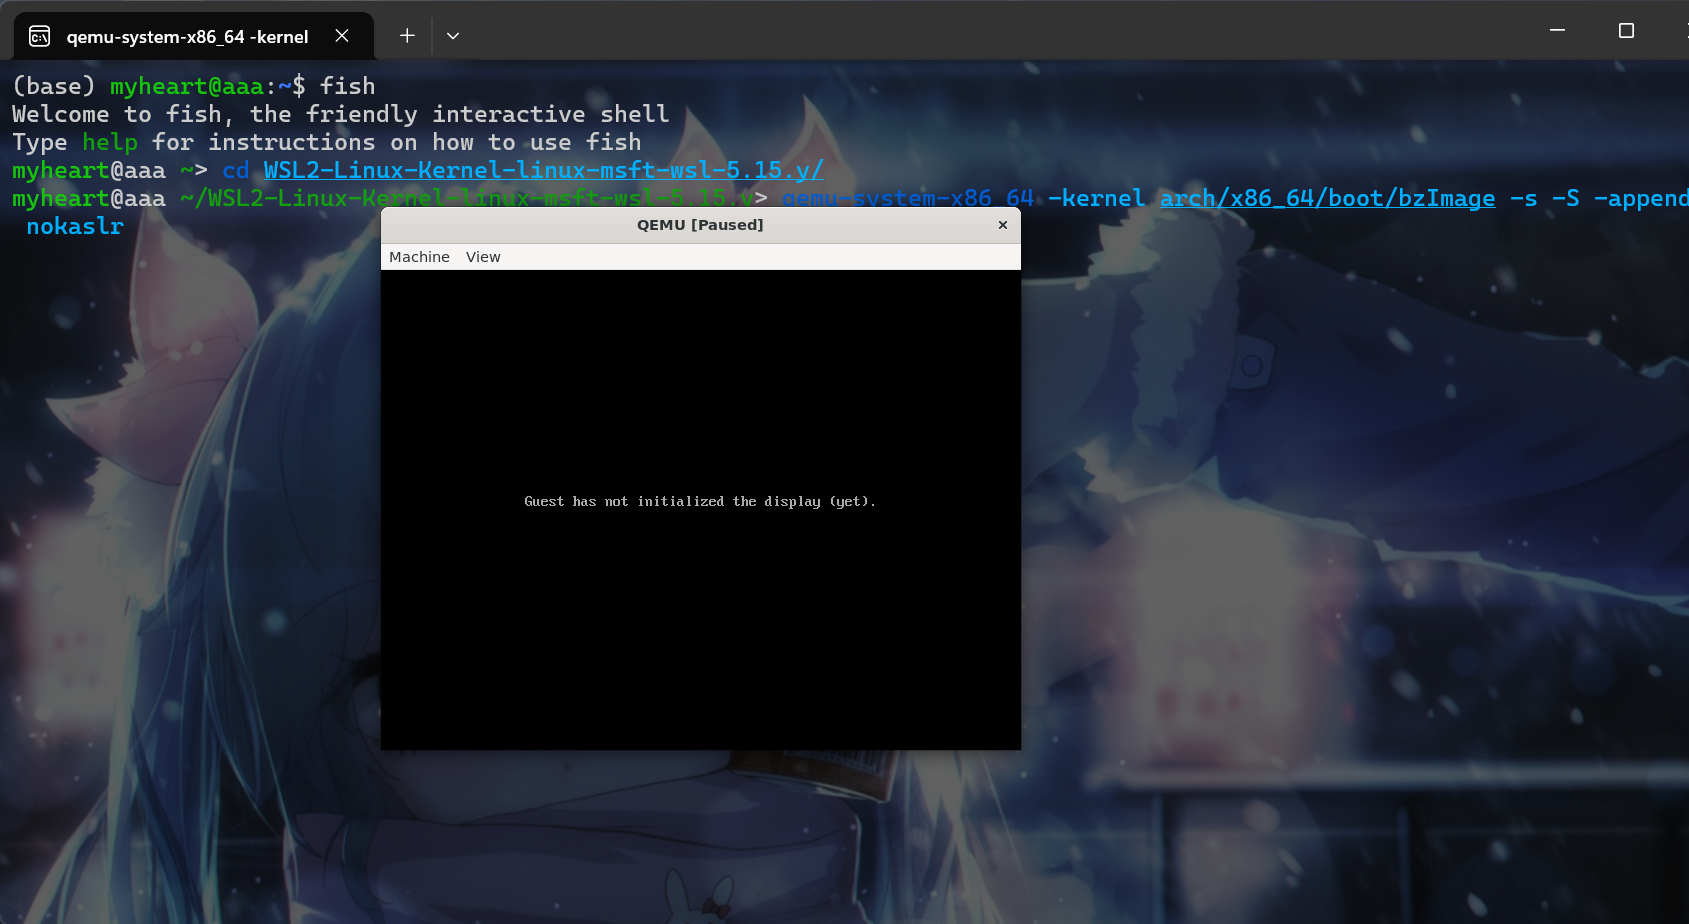 qemu-system-x86_64 -kernel
(base) myheart@aaa:~$ fish
Welcome to fish, the friendly interactive shell
Type help for instructions on how to use fish
myheart@aaa ~> cd WSL2-Linux-Kernel-linux-msft-wsl-5.15.y/
myheart@aaa ~/WSL2-Linux-Kernel-linux-msft-wsl-5.15.y> qemu-system-x86_64 -kernel arch/x86_64/boot/bzImage -s -S -append
nokaslr
QEMU [Paused]
Machine View
Guest has not initialized the display (yet).